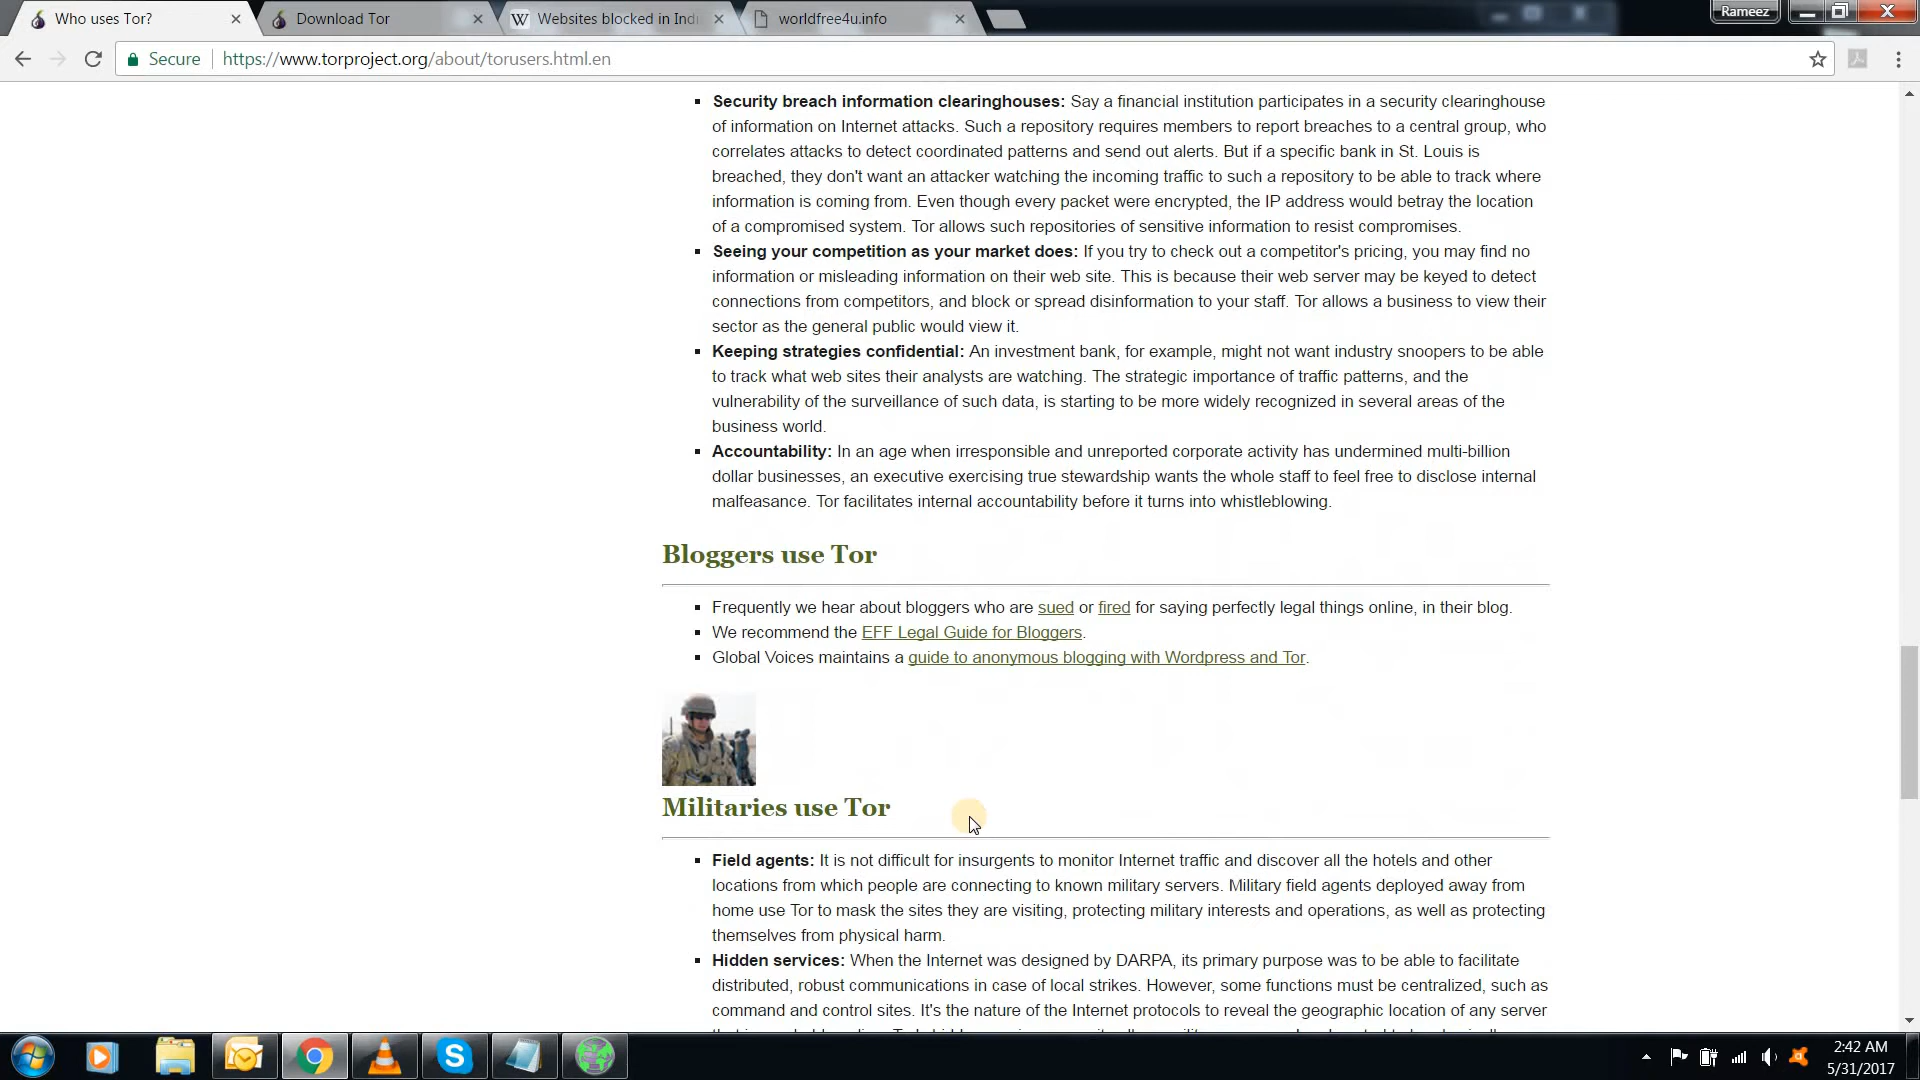 Who uses Tor?
Download Tor
Websites blocked in Indi
worldfree4u.info
Rameez
Secure
https://www.torproject.org/about/torusers.html.en
Security breach information clearinghouses: Say a financial institution participates in a security clearinghouse
of information on Internet attacks. Such a repository requires members to report breaches to a central group, who
correlates attacks to detect coordinated patterns and send out alerts. But if a specific bank in St. Louis is
breached, they don't want an attacker watching the incoming traffic to such a repository to be able to track where
information is coming from. Even though every packet were encrypted, the IP address would betray the location
of a compromised system. Tor allows such repositories of sensitive information to resist compromises.
Seeing your competition as your market does: If you try to check out a competitor's pricing, you may find no
information or misleading information on their web site. This is because their web server may be keyed to detect
connections from competitors, and block or spread disinformation to your staff. Tor allows a business to view their
sector as the general public would view it.
Keeping strategies confidential: An investment bank, for example, might not want industry snoopers to be able
to track what web sites their analysts are watching. The strategic importance of traffic patterns, and the
vulnerability of the surveillance of such data, is starting to be more widely recognized in several areas of the
business world.
Accountability: In an age when irresponsible and unreported corporate activity has undermined multi-billion
dollar businesses, an executive exercising true stewardship wants the whole staff to feel free to disclose internal
malfeasance. Tor facilitates internal accountability before it turns into whistleblowing.
Bloggers use Tor
Frequently we hear about bloggers who are sued or fired for saying perfectly legal things online, in their blog.
We recommend the EFF Legal Guide for Bloggers.
Global Voices maintains a guide to anonymous blogging with Wordpress and Tor.
Militaries use Tor
Field agents: It is not difficult for insurgents to monitor Internet traffic and discover all the hotels and other
locations from which people are connecting to known military servers. Military field agents deployed away from
home use Tor to mask the sites they are visiting, protecting military interests and operations, as well as protecting
themselves from physical harm.
Hidden services: When the Internet was designed by DARPA, its primary purpose was to be able to facilitate
distributed, robust communications in case of local strikes. However, some functions must be centralized, such as
command and control sites. It's the nature of the Internet protocols to reveal the geographic location of any server
2:42 AM
5/31/2017